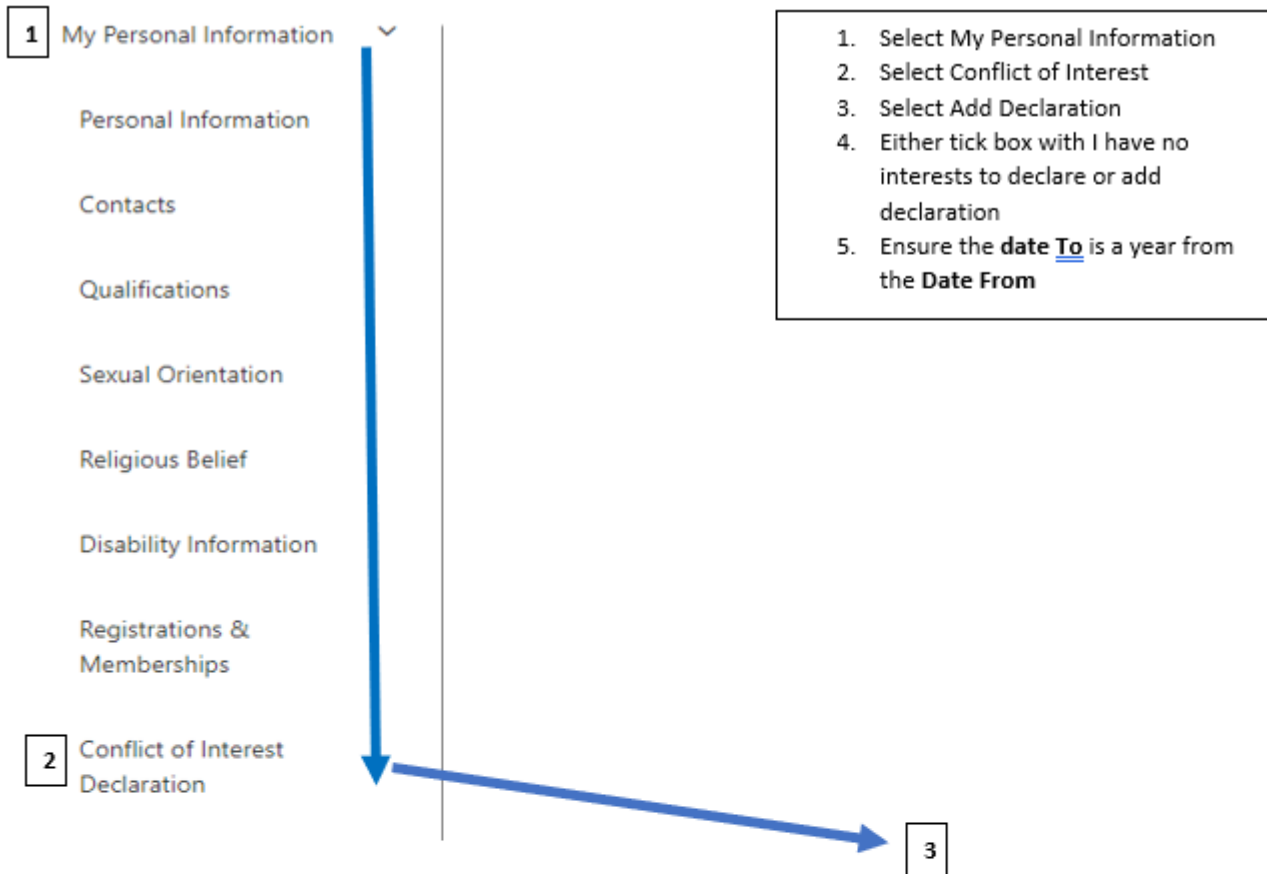 1 My Personal Information
Personal Information
Contacts
Qualifications
Sexual Orientation
Religious Belief
Disability Information
Registrations &
Memberships
2 Conflict of Interest
Declaration
3
1. Select My Personal Information
2. Select Conflict of Interest
3. Select Add Declaration
4. Either tick box with I have no
interests to declare or add
declaration
5. Ensure the date To is a year from
the Date From